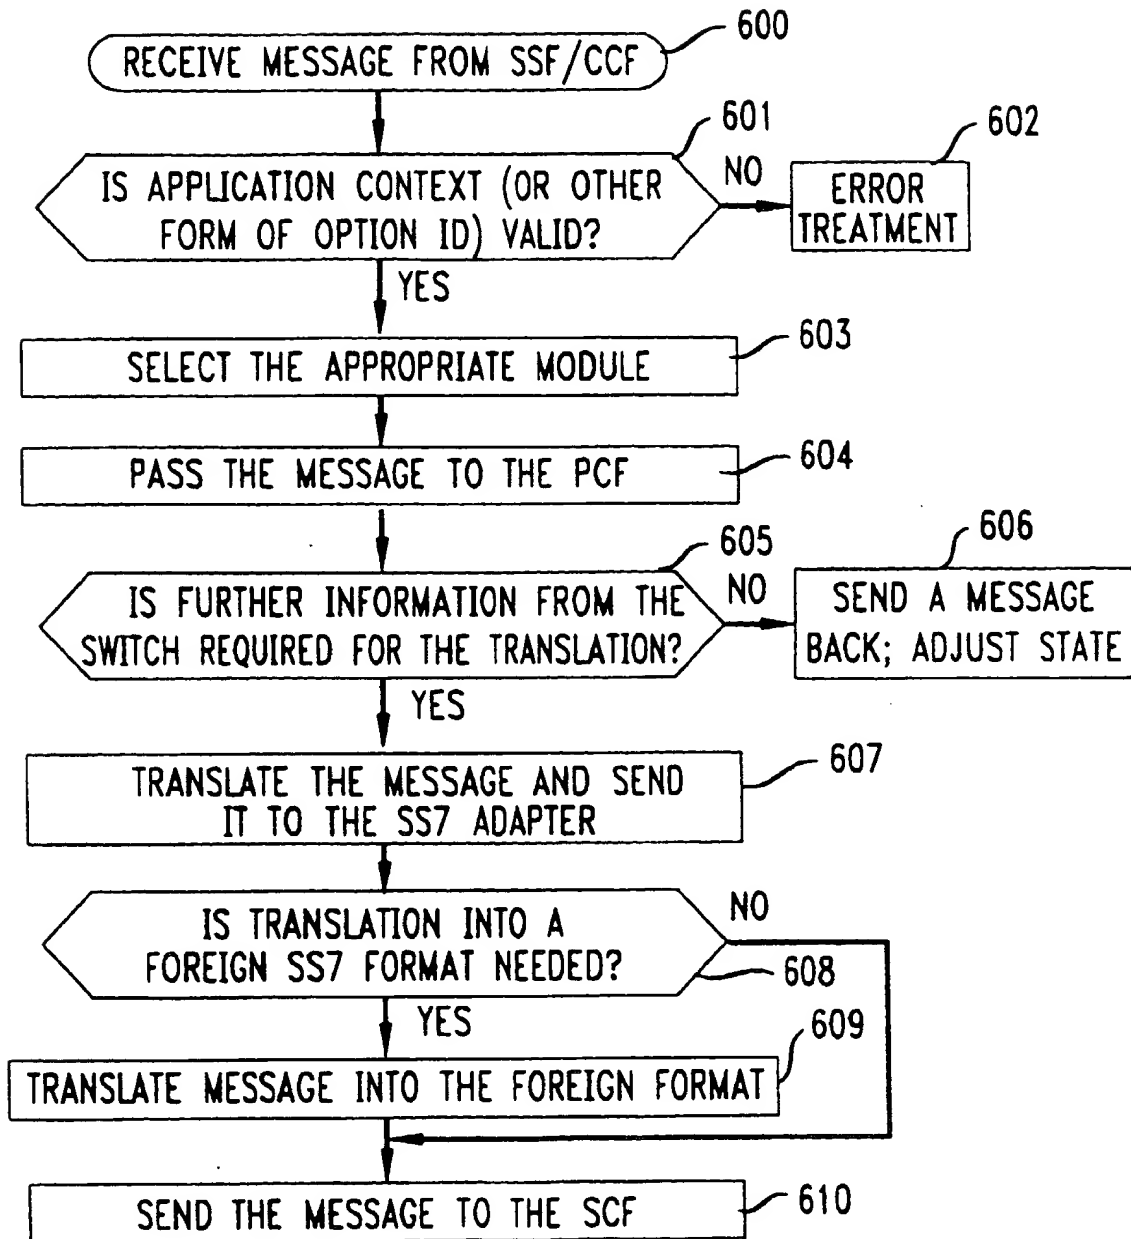 RECEIVE MESSAGE FROM SSF/CCF
600
601
IS APPLICATION CONTEXT (OR OTHER
FORM OF OPTION ID) VALID?
NO
602
ERROR
TREATMENT
YES
603
SELECT THE APPROPRIATE MODULE
604
PASS THE MESSAGE TO THE PCF
605
IS FURTHER INFORMATION FROM THE
SWITCH REQUIRED FOR THE TRANSLATION?
NO
606
SEND A MESSAGE
BACK; ADJUST STATE
YES
607
TRANSLATE THE MESSAGE AND SEND
IT TO THE SS7 ADAPTER
IS TRANSLATION INTO A
FOREIGN SS7 FORMAT NEEDED?
NO
608
YES
609
TRANSLATE MESSAGE INTO THE FOREIGN FORMAT
SEND THE MESSAGE TO THE SCF
610